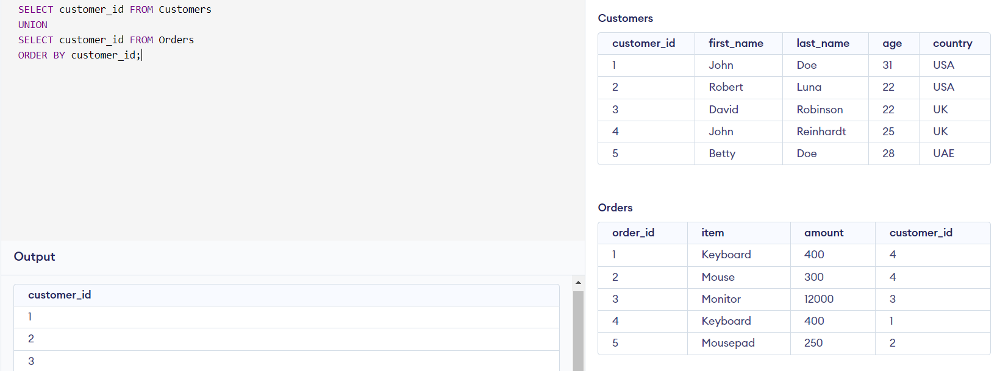 SELECT customer_id FROM Customers
UNION
SELECT customer_id FROM Orders
ORDER BY customer_id;
Output
customer_id
1
2
3
Customers
customer_id first_name last_name age country
1 John Doe 31 USA
2 Robert Luna 22 USA
3 David Robinson 22 UK
4 John Reinhardt 25 UK
5 Betty Doe 28 UAE
Orders
order_id item amount customer_id
1 Keyboard 400 4
2 Mouse 300 4
3 Monitor 12000 3
4 Keyboard 400 1
5 Mousepad 250 2